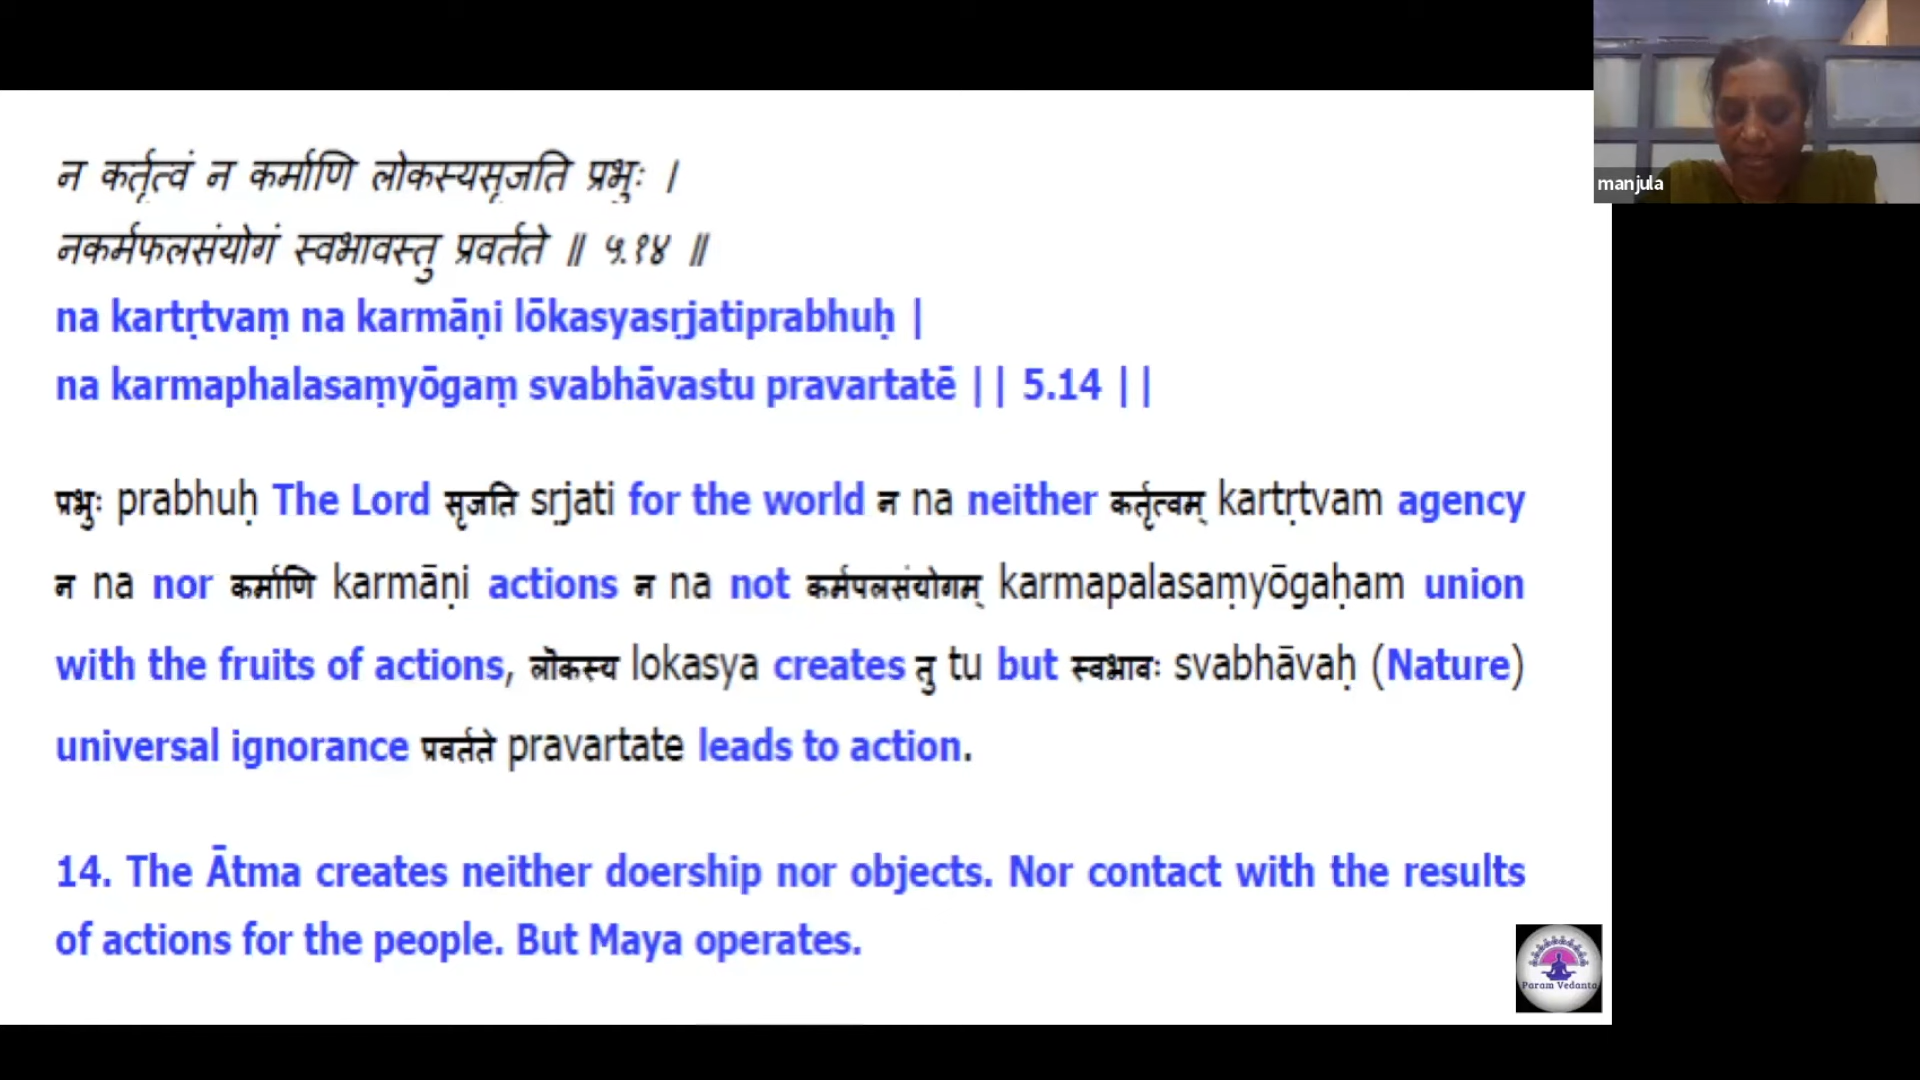 न कर्तृत्वं न कर्माणि लोकस्यसृजति प्रभुः ।
नकर्मफलसंयोगं स्वभावस्तु प्रवर्तते ॥ ५.१४ ॥
na kartṛtvaṃ na karmāṇi lōkasyasṛjatiprabhuḥ |
na karmaphalasaṃyōgaṃ svabhāvastu pravartatē || 5.14 ||
प्रभुः prabhuḥ The Lord सृजति sṛjati for the world न na neither कर्तृत्वम् kartṛtvam agency
न na nor कर्माणि karmāṇi actions न na not कर्मपलसंयोगम् karmapalasaṃyōgaḥam union
with the fruits of actions, लोकस्य lokasya creates तु tu but स्वभावः svabhāvaḥ (Nature)
universal ignorance प्रवर्तते pravartate leads to action.
14. The Ātma creates neither doership nor objects. Nor contact with the results
of actions for the people. But Maya operates.
manjula
Param Vedanta